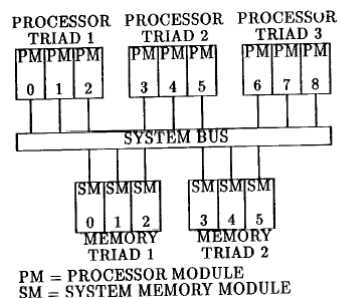 PROCESSOR PROCESSOR PROCESSOR
TRIAD 1 TRIAD 2 TRIAD 3
PM PM PM PM PM PM PM PM PM
0 1 2 3 4 5 6 7 8
SYSTEM BUS
SM SM SM SM SM SM
0 1 2 3 4 5
MEMORY MEMORY
TRIAD 1 TRIAD 2
PM = PROCESSOR MODULE
SM = SYSTEM MEMORY MODULE